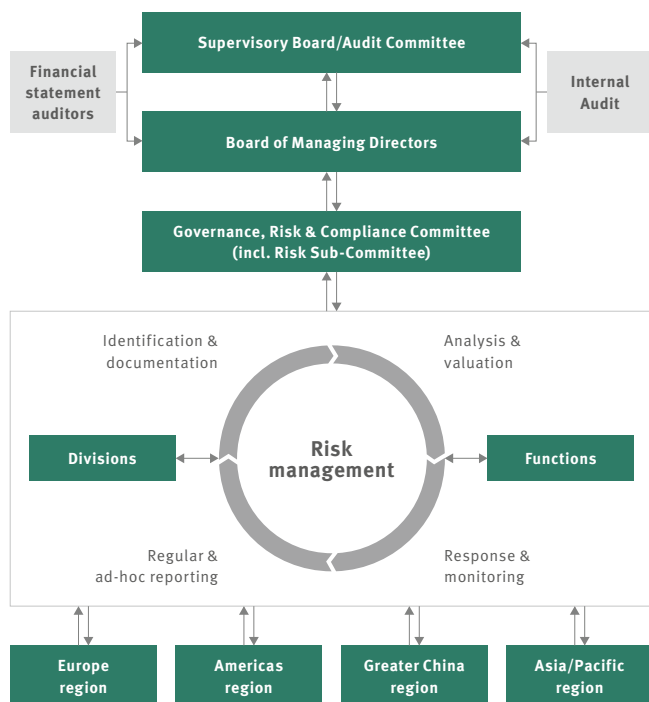 Supervisory Board/Audit Committee
Financial
statement
auditors
Internal
Audit
Board of Managing Directors
Governance, Risk & Compliance Committee
(incl. Risk Sub-Committee)
Identification &
documentation
Analysis &
valuation
Divisions
Risk
management
Functions
Regular &
ad-hoc reporting
Response &
monitoring
Europe
region
Americas
region
Greater China
region
Asia/Pacific
region